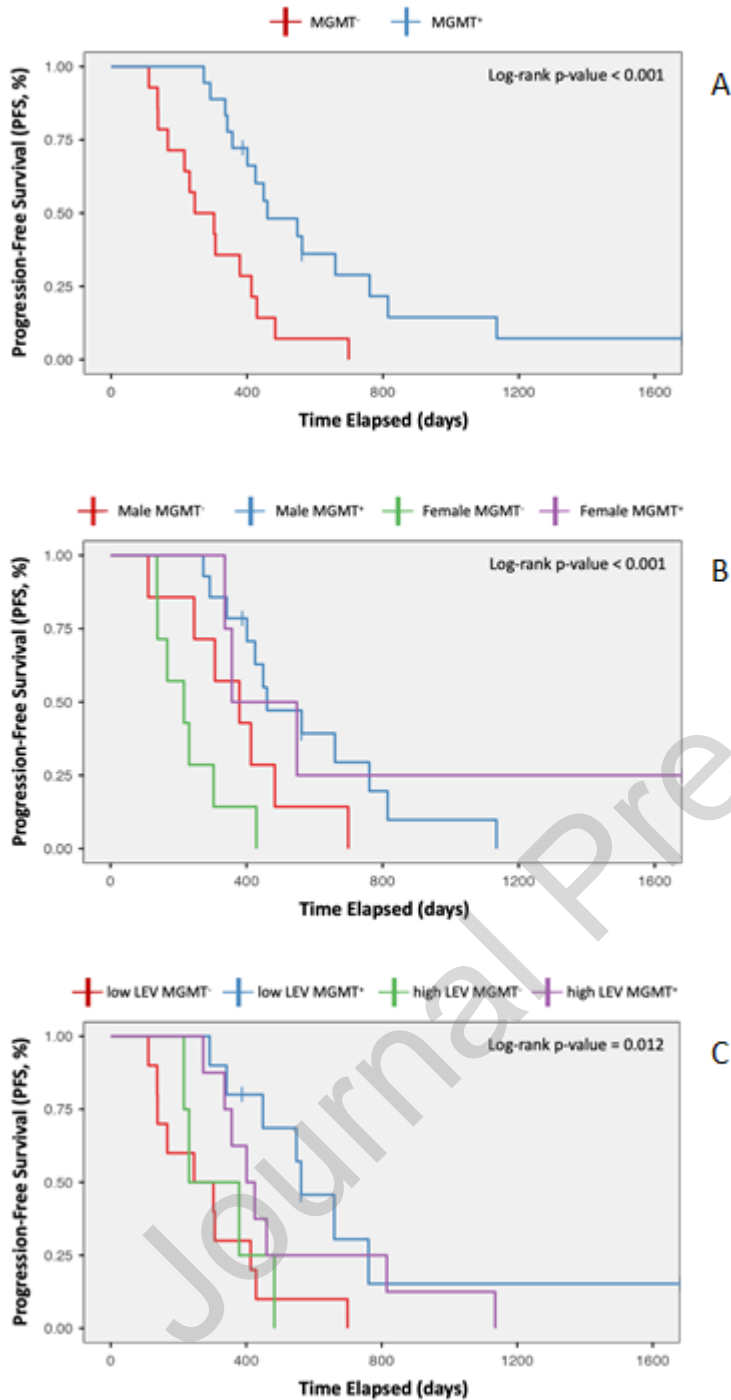 MGMT⁻ MGMT⁺
Log-rank p-value < 0.001
A
Progression-Free Survival (PFS, %)
1.00
0.75
0.50
0.25
0.00
0 400 800 1200 1600
Time Elapsed (days)
Male MGMT⁻ Male MGMT⁺ Female MGMT⁻ Female MGMT⁺
Log-rank p-value < 0.001
B
Progression-Free Survival (PFS, %)
1.00
0.75
0.50
0.25
0.00
0 400 800 1200 1600
Time Elapsed (days)
low LEV MGMT⁻ low LEV MGMT⁺ high LEV MGMT⁻ high LEV MGMT⁺
Log-rank p-value = 0.012
C
Progression-Free Survival (PFS, %)
1.00
0.75
0.50
0.25
0.00
0 400 800 1200 1600
Time Elapsed (days)
Journal Pre